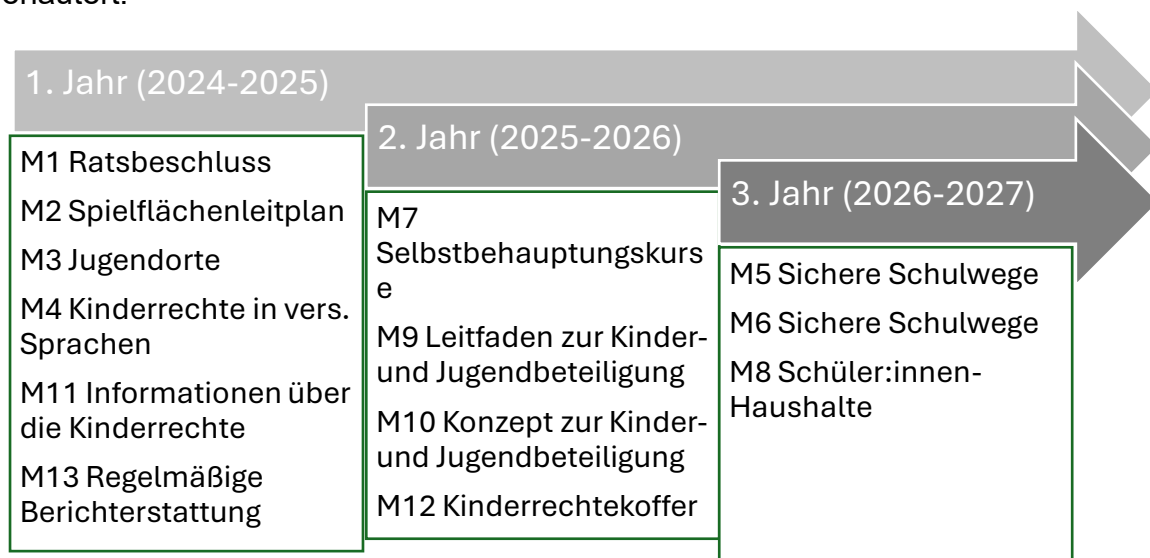 1. Jahr (2024-2025)
M1 Ratsbeschluss
M2 Spielflächenleitplan
M3 Jugendorte
M4 Kinderrechte in vers.
Sprachen
M11 Informationen über
die Kinderrechte
M13 Regelmäßige
Berichterstattung
2. Jahr (2025-2026)
M7
Selbstbehauptungskurs
e
M9 Leitfaden zur Kinder-
und Jugendbeteiligung
M10 Konzept zur Kinder-
und Jugendbeteiligung
M12 Kinderrechtekoffer
3. Jahr (2026-2027)
M5 Sichere Schulwege
M6 Sichere Schulwege
M8 Schüler:innen-
Haushalte